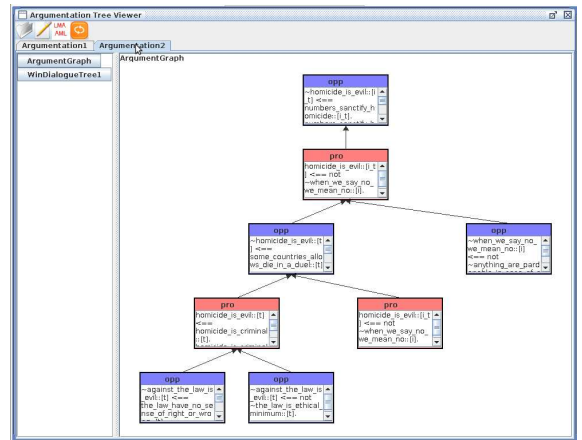 Argumentation Tree Viewer
LMA
AML
Argumentation1 Argumentation2
ArgumentGraph
WinDialogueTree1
ArgumentGraph
opp
~homicide_is_evil::[i
_t] <==
numbers_sanctify_h
omicide::[i_t].
pro
homicide_is_evil::[i_t
] <== not
~when_we_say_no_
we_mean_no::[i].
opp
~homicide_is_evil::[t
] <==
some_countries_allo
ws_die_in_a_duel::[t]
opp
~when_we_say_no_
we_mean_no::[i]
<== not
~anything_are_pard
pro
homicide_is_evil::[t]
<==
homicide_is_criminal
::[t].
pro
homicide_is_evil::[i_t
] <== not
~when_we_say_no_
we_mean_no::[i].
opp
~against_the_law_is
_evil::[t] <==
the_law_have_no_se
nse_of_right_or_wro
opp
~against_the_law_is
_evil::[t] <== not
~the_law_is_ethical_
minimum::[t].